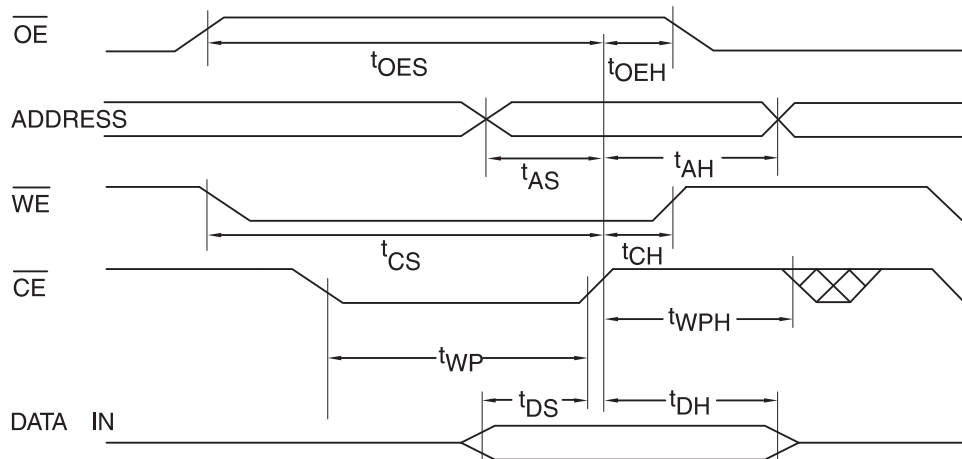 OE
tOES
tOEH
ADDRESS
tAS
tAH
WE
tCS
tCH
CE
tWPH
tWP
tDS
tDH
DATA IN